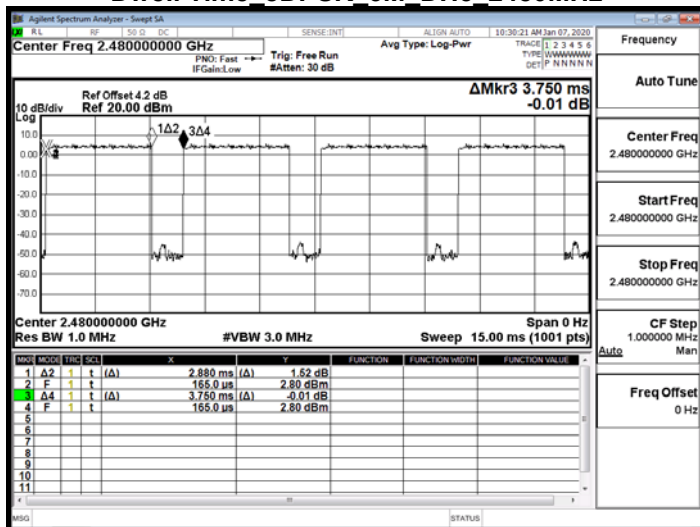 Agilent Spectrum Analyzer - Swept SA
RL RF 50 Ω DC SENSE:INT ALIGN AUTO 10:30:21 AM Jan 07, 2020
Center Freq 2.480000000 GHz
PNO: Fast
IFGain:Low
Trig: Free Run
#Atten: 30 dB
Avg Type: Log-Pwr
TRACE 1 2 3 4 5 6
TYPE WWWWWW
DET P N N N N N
Ref Offset 4.2 dB
Ref 20.00 dBm
ΔMkr3 3.750 ms
-0.01 dB
10 dB/div
Log
10.0
0.00
-10.0
-20.0
-30.0
-40.0
-50.0
-60.0
-70.0
1Δ2
3Δ4
Center 2.480000000 GHz
Span 0 Hz
Res BW 1.0 MHz
#VBW 3.0 MHz
Sweep 15.00 ms (1001 pts)
MKR MODE TRC SCL X Y FUNCTION FUNCTION WIDTH FUNCTION VALUE
1 Δ2 1 t (Δ) 2.880 ms (Δ) 1.52 dB
2 F 1 t 165.0 µs 2.80 dBm
3 Δ4 1 t (Δ) 3.750 ms (Δ) -0.01 dB
4 F 1 t 165.0 µs 2.80 dBm
5
6
7
8
9
10
11
MSG
STATUS
Frequency
Auto Tune
Center Freq
2.480000000 GHz
Start Freq
2.480000000 GHz
Stop Freq
2.480000000 GHz
CF Step
1.000000 MHz
Auto Man
Freq Offset
0 Hz